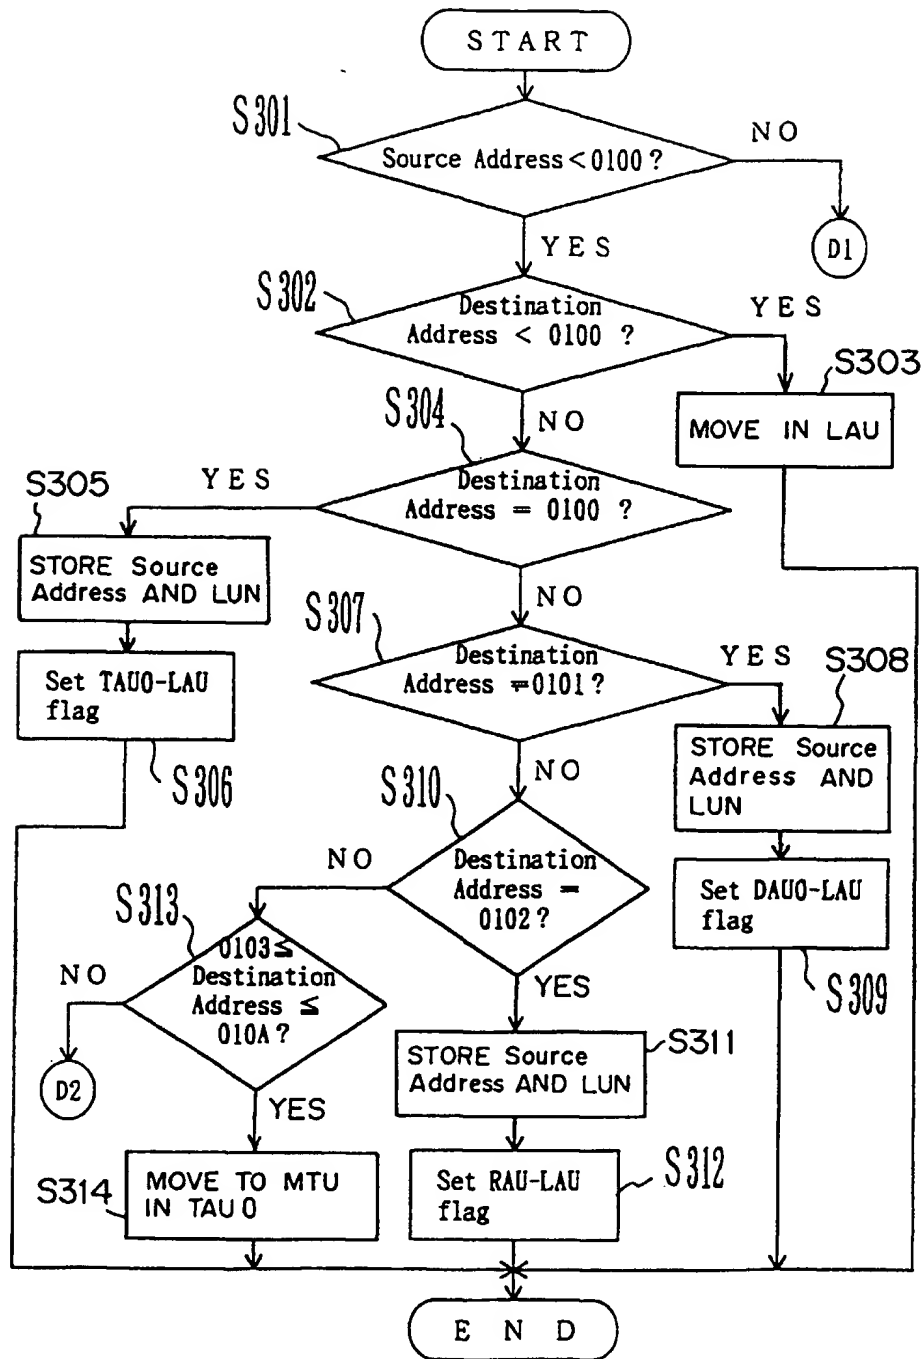 START
S301
Source Address < 0100 ?
NO
D1
YES
S302
Destination
Address < 0100 ?
YES
S303
MOVE IN LAU
NO
S304
Destination
Address = 0100 ?
YES
S305
STORE Source
Address AND LUN
Set TAU0-LAU
flag
S306
NO
S307
Destination
Address =0101?
YES
S308
STORE Source
Address AND
LUN
Set DAU0-LAU
flag
S309
NO
S310
Destination
Address =
0102?
NO
S313
0103≦
Destination
Address ≦
010A?
NO
D2
YES
S314
MOVE TO MTU
IN TAU0
YES
S311
STORE Source
Address AND LUN
Set RAU-LAU
flag
S312
END